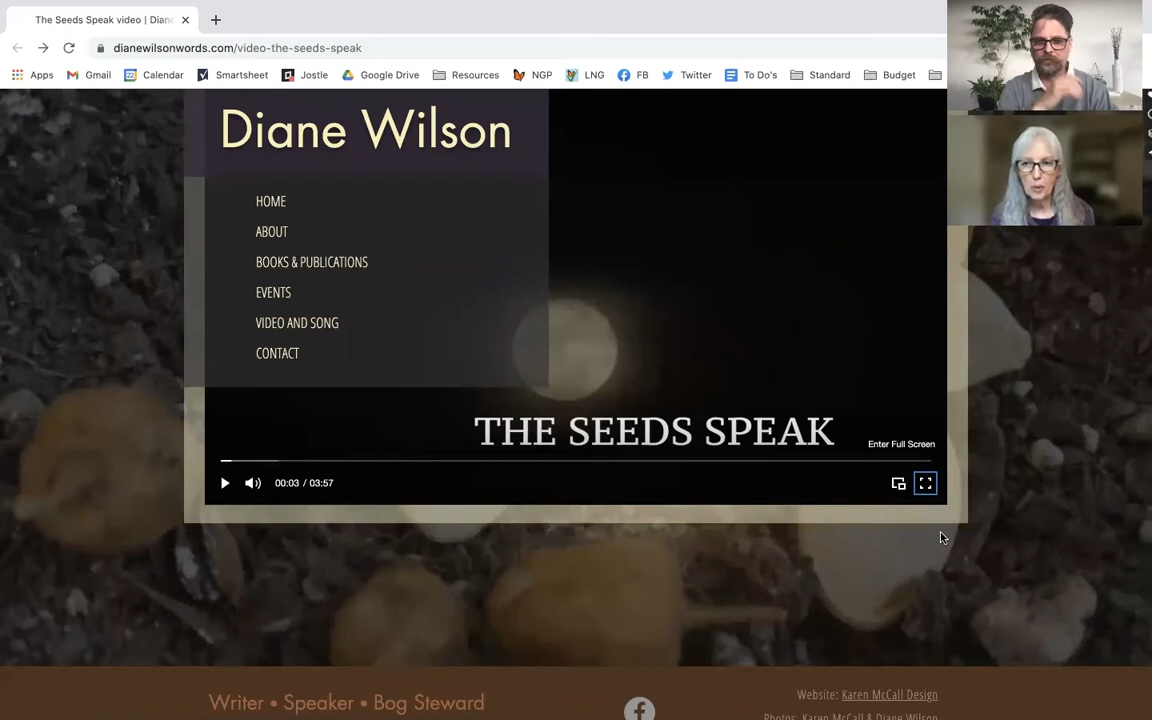 The Seeds Speak video | Diane
dianewilsonwords.com/video-the-seeds-speak
Apps Gmail Calendar Smartsheet Jostle Google Drive Resources NGP LNG FB Twitter To Do's Standard Budget
Diane Wilson
HOME
ABOUT
BOOKS & PUBLICATIONS
EVENTS
VIDEO AND SONG
CONTACT
THE SEEDS SPEAK
Enter Full Screen
00:03 / 03:57
Writer • Speaker • Bog Steward
Website: Karen McCall Design
Photos: Karen McCall & Diane Wilson